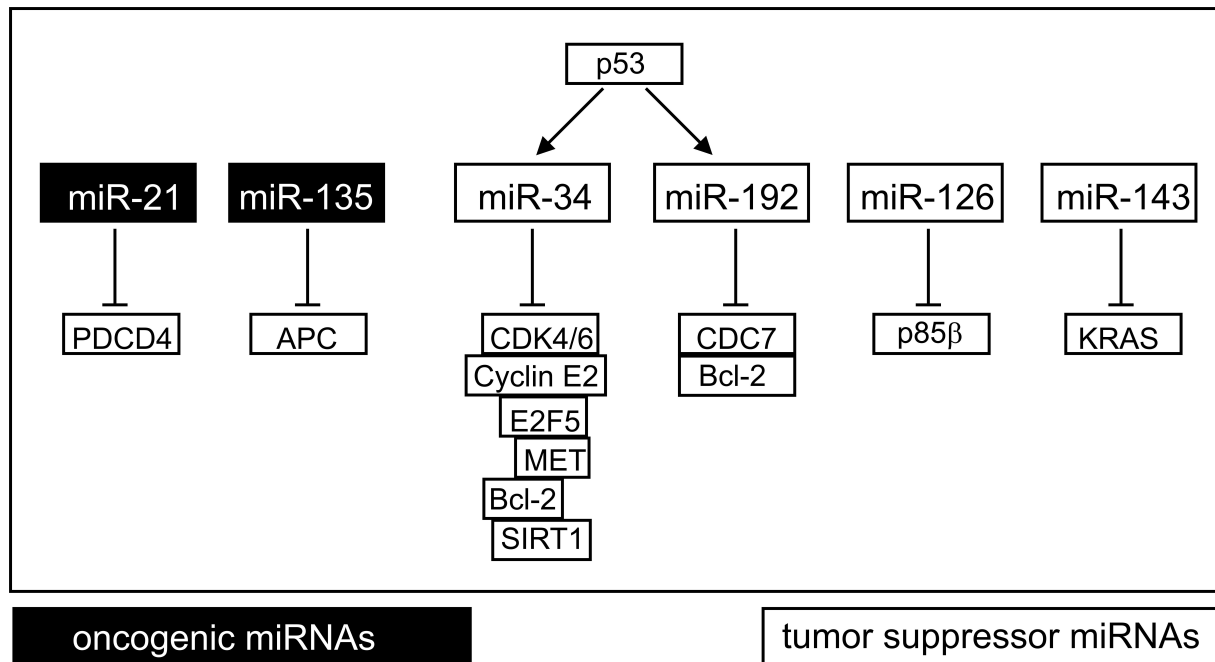 p53
miR-21
miR-135
miR-34
miR-192
miR-126
miR-143
PDCD4
APC
CDK4/6
CDC7
p85β
KRAS
Cyclin E2
Bcl-2
E2F5
MET
Bcl-2
SIRT1
oncogenic miRNAs
tumor suppressor miRNAs